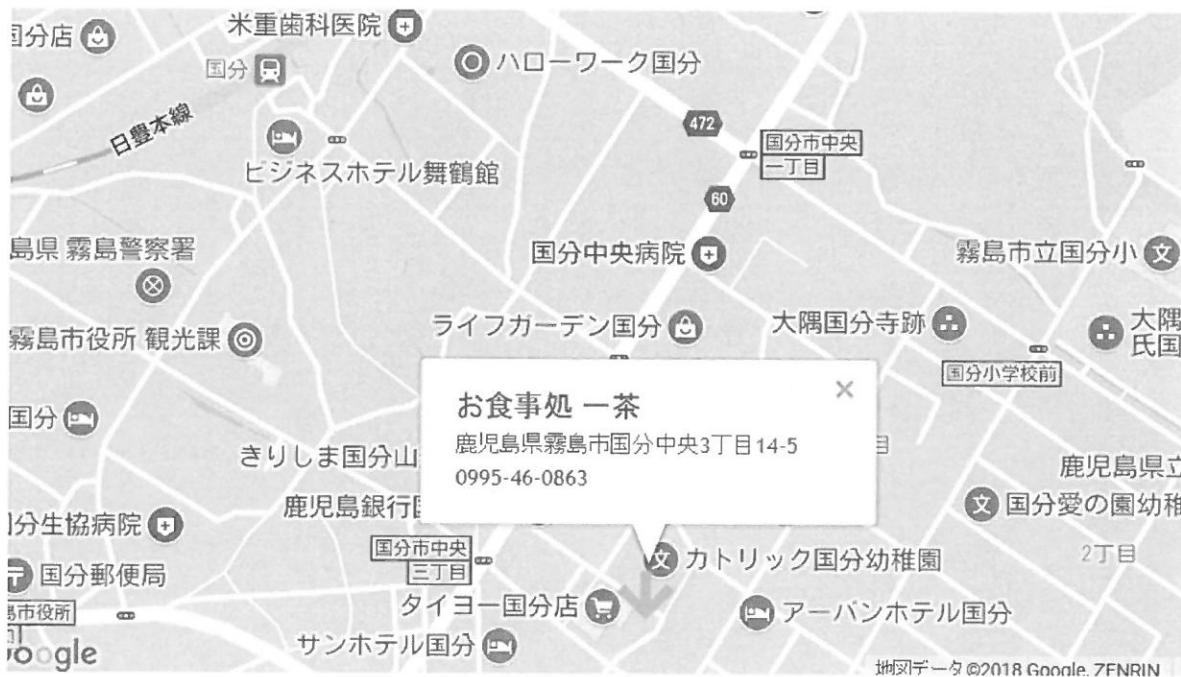 国分店
米重歯科医院
国分
ハローワーク国分
日豊本線
472
国分市中央
一丁目
ビジネスホテル舞鶴館
60
島県 霧島警察署
国分中央病院
霧島市立国分小
霧島市役所 観光課
ライフガーデン国分
大隅国分寺跡
大隅
氏国
国分小学校前
お食事処 一茶
鹿児島県霧島市国分中央3丁目14-5
0995-46-0863
国分
きりしま国分山
目
鹿児島県立
鹿児島銀行国
国分愛の園幼稚
国分生協病院
国分市中央
三丁目
カトリック国分幼稚園
2丁目
国分郵便局
タイヨー国分店
アーバンホテル国分
島市役所
サンホテル国分
Google
地図データ ©2018 Google, ZENRIN